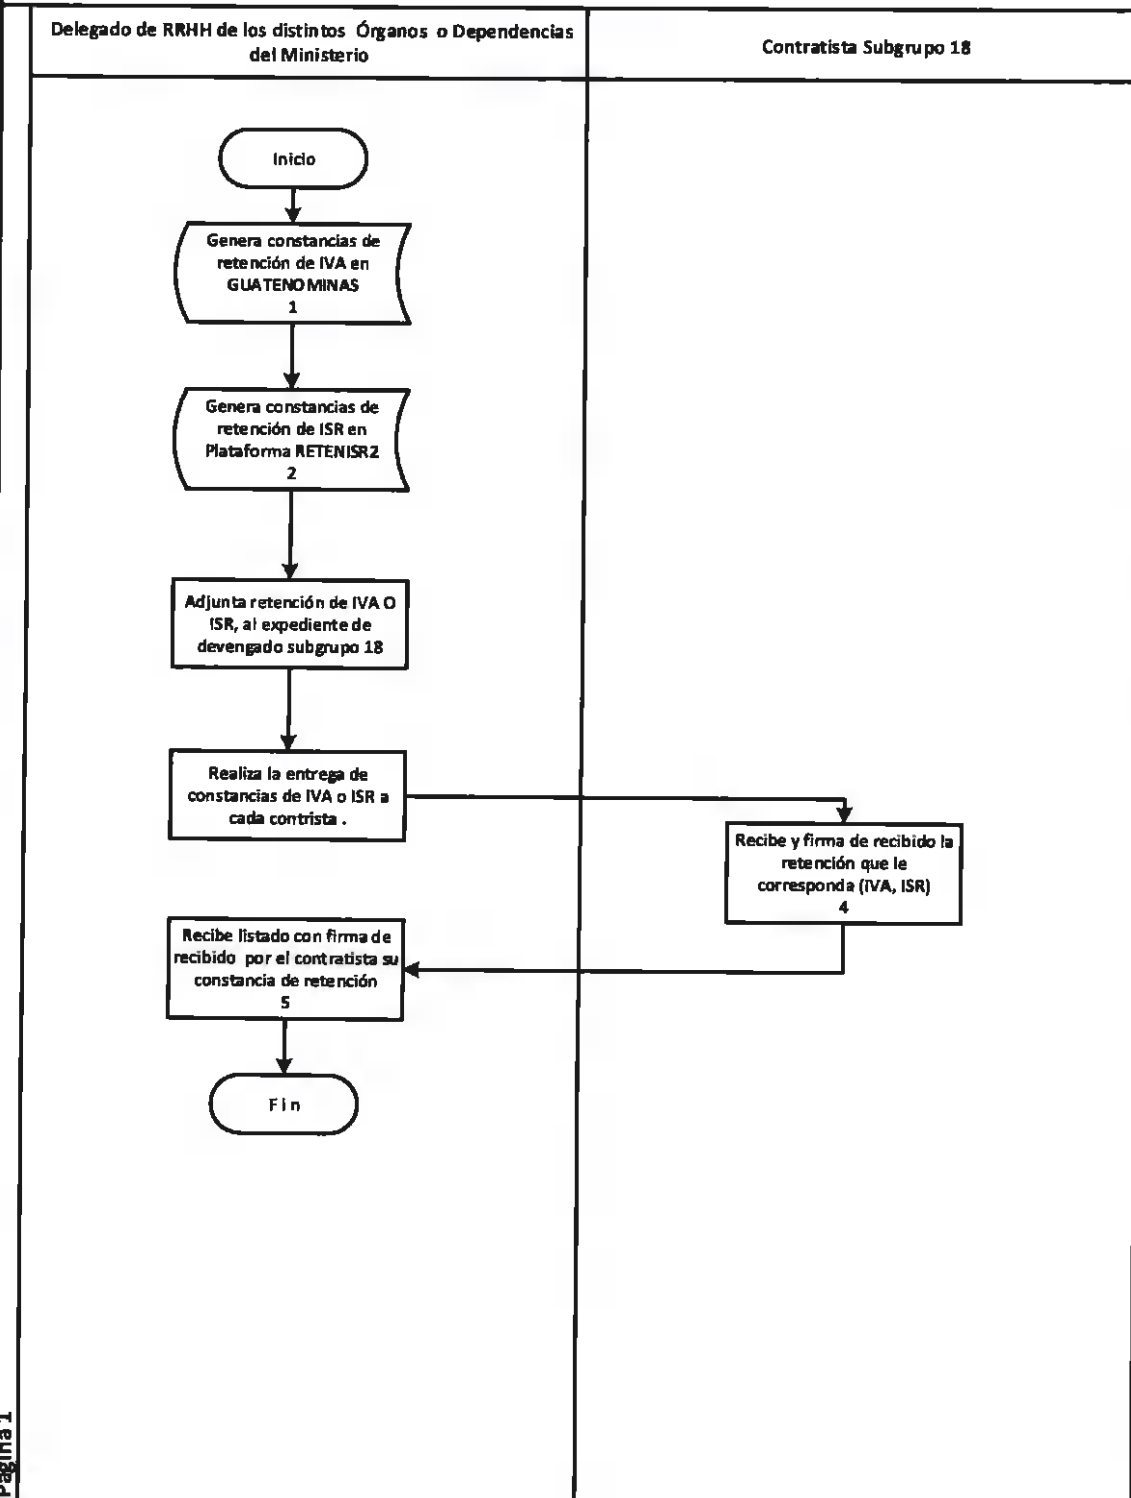 Delegado de RRHH de los distintos Órganos o Dependencias
del Ministerio
Contratista Subgrupo 18
Inicio
Genera constancias de
retención de IVA en
GUATENOMINAS
1
Genera constancias de
retención de ISR en
Plataforma RETENISR2
2
Adjunta retención de IVA O
ISR, al expediente de
devengado subgrupo 18
Realiza la entrega de
constancias de IVA o ISR a
cada contrista .
Recibe y firma de recibido la
retención que le
corresponda (IVA, ISR)
4
Recibe listado con firma de
recibido por el contratista su
constancia de retención
5
Fin
Página 1